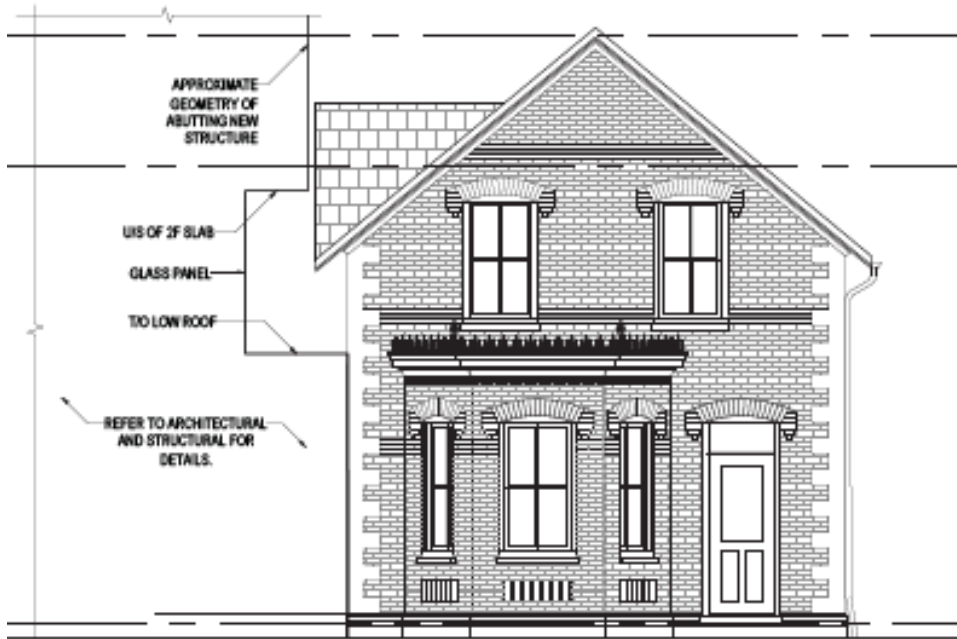 APPROXIMATE
GEOMETRY OF
ABUTTING NEW
STRUCTURE
U/S OF 2F SLAB
GLASS PANEL
T/O LOW ROOF
REFER TO ARCHITECTURAL
AND STRUCTURAL FOR
DETAILS.